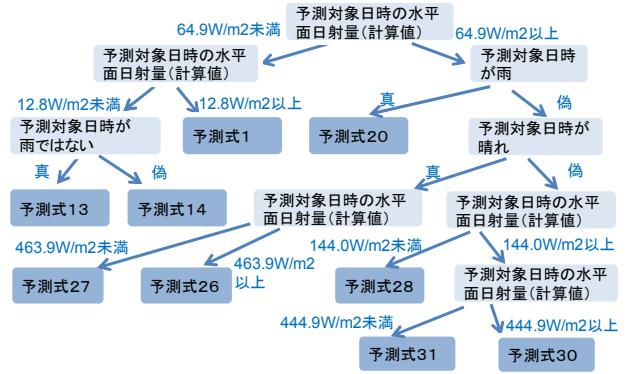 予測対象日時の水平
面日射量(計算値)
64.9W/m2未満
64.9W/m2以上
予測対象日時の水平
面日射量(計算値)
予測対象日時
が雨
12.8W/m2未満
12.8W/m2以上
真
偽
予測対象日時が
雨ではない
予測式1
予測式20
予測対象日時が
晴れ
真
偽
真
偽
予測式13
予測式14
予測対象日時の水平
面日射量(計算値)
予測対象日時の水平
面日射量(計算値)
463.9W/m2未満
463.9W/m2
以上
144.0W/m2未満
144.0W/m2以上
予測式27
予測式26
予測式28
予測対象日時の水平
面日射量(計算値)
444.9W/m2未満
444.9W/m2以上
予測式31
予測式30